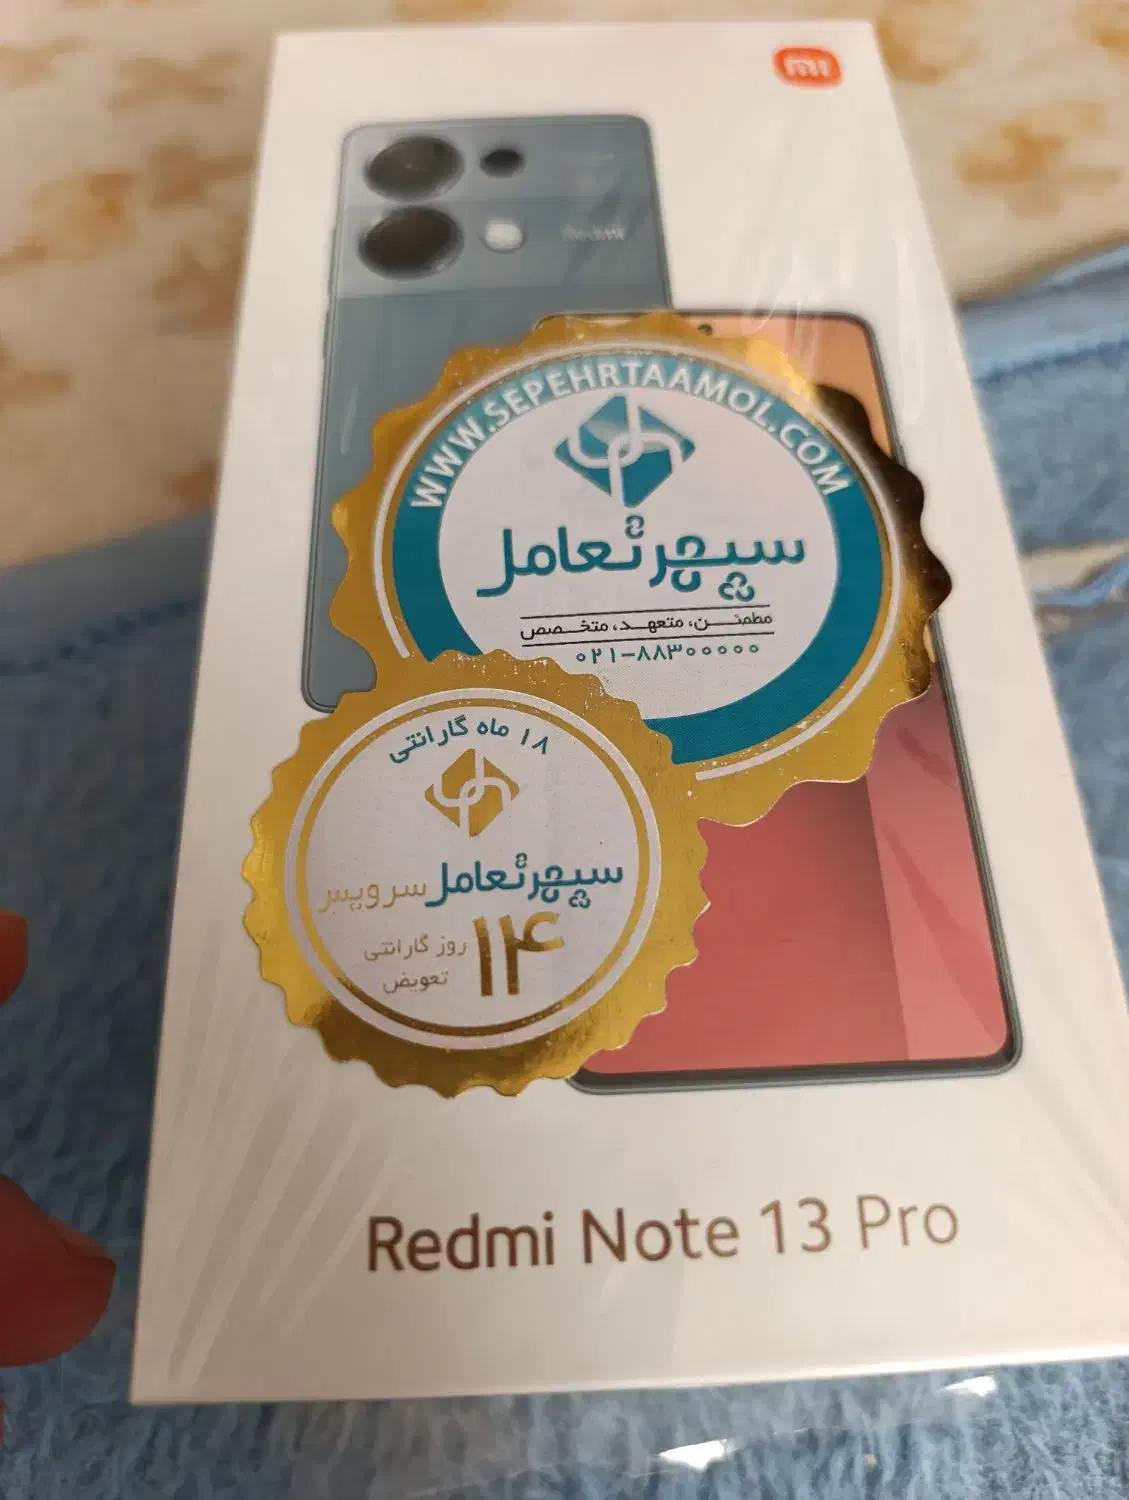 mi
Redmi
WWW.SEPEHRTAAMOL.COM
سپهرتعامل
مطمئن، متعهد، متخصص
۰۲۱-۸۸۳۰۰۰۰۰
۱۸ ماه گارانتی
سپهرتعامل سرویس
۱۴ روز گارانتی
تعویض
Redmi Note 13 Pro